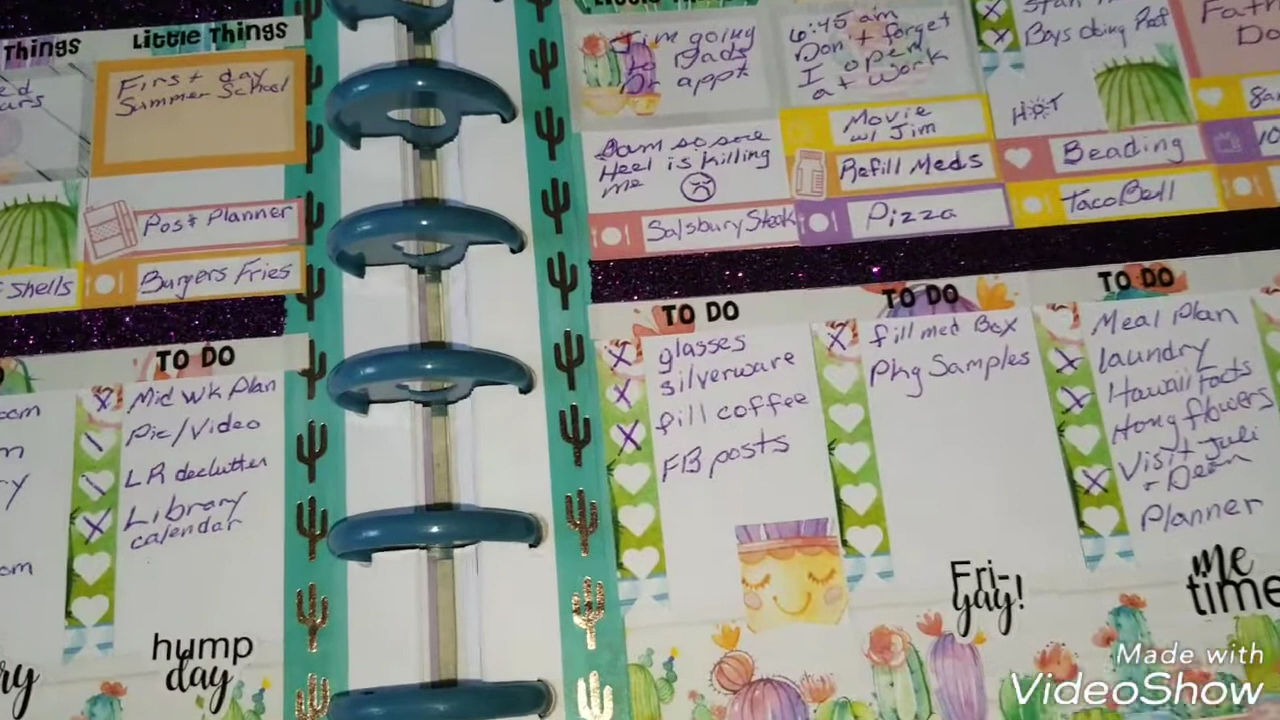 Things
Little Things
First day
Summer School
Post Planner
Shells
Burgers Fries
TO DO
Mid Wk Plan
Pic/Video
LR declutter
Library
calendar
hump
day
Jim going
Dads
appt
6:45 am
Don't forget
I open
at work
Boys doing
HOT
so
Heel is killing
me
Movie
w/ Jim
Refill Meds
Beading
Salsbury Steak
Pizza
Taco Bell
TO DO
glasses
silverware
fill coffee
FB posts
TO DO
fill med Box
Pkg Samples
Fri-
yay!
TO DO
Meal Plan
laundry
Hawaii Facts
Hang flowers
Visit Juli
+ Dean
Planner
me
time
Made with
VideoShow